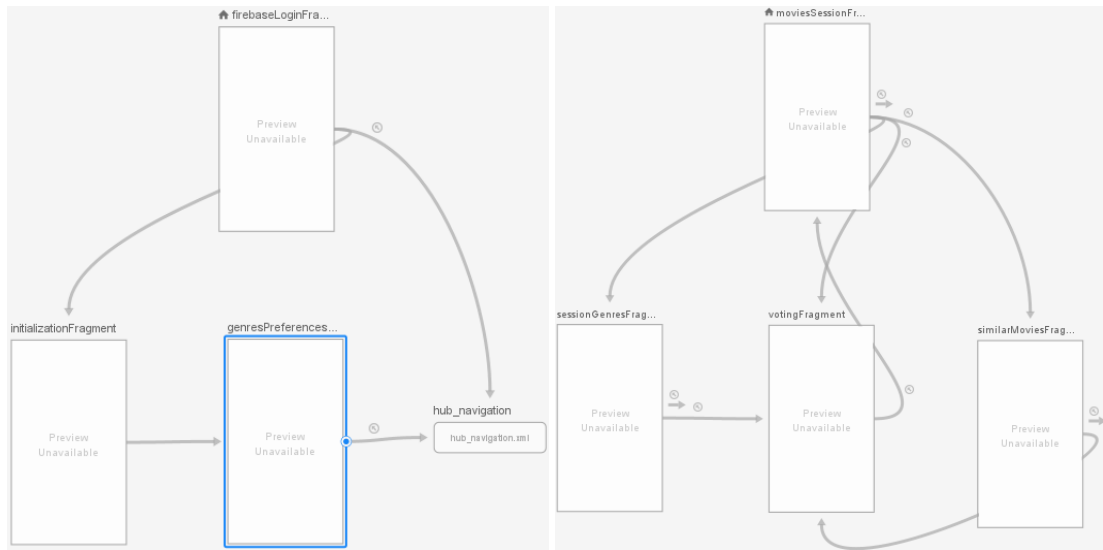 firebaseLoginFra...
Preview
Unavailable
initializationFragment
Preview
Unavailable
genresPreferences...
Preview
Unavailable
hub_navigation
hub_navigation.xml
moviesSessionFr...
Preview
Unavailable
sessionGenresFrag...
Preview
Unavailable
votingFragment
Preview
Unavailable
similarMoviesFrag...
Preview
Unavailable